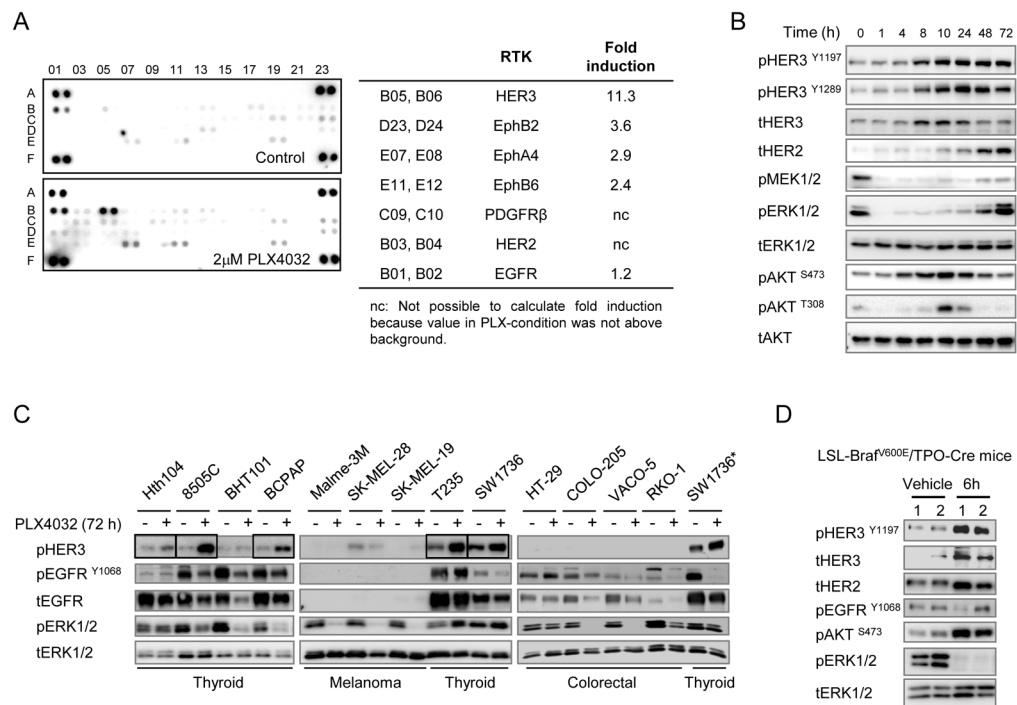 A
01 03 05 07 09 11 13 15 17 19 21 23
A
B
C
D
E
F
Control
A
B
C
D
E
F
2µM PLX4032
RTK Fold induction
B05, B06 HER3 11.3
D23, D24 EphB2 3.6
E07, E08 EphA4 2.9
E11, E12 EphB6 2.4
C09, C10 PDGFRβ nc
B03, B04 HER2 nc
B01, B02 EGFR 1.2
nc: Not possible to calculate fold induction
because value in PLX-condition was not above
background.
B
Time (h) 0 1 4 8 10 24 48 72
pHER3 Y1197
pHER3 Y1289
tHER3
tHER2
pMEK1/2
pERK1/2
tERK1/2
pAKT S473
pAKT T308
tAKT
C
Hth104 8505C BHT101 BCPAP Malme-3M SK-MEL-28 SK-MEL-19 T235 SW1736 HT-29 COLO-205 VACO-5 RKO-1 SW1736*
PLX4032 (72 h) - + - + - + - + - + - + - + - + - + - + - + - + - + - +
pHER3
pEGFR Y1068
tEGFR
pERK1/2
tERK1/2
Thyroid Melanoma Thyroid Colorectal Thyroid
D
LSL-BrafV600E/TPO-Cre mice
Vehicle 6h
1 2 1 2
pHER3 Y1197
tHER3
tHER2
pEGFR Y1068
pAKT S473
pERK1/2
tERK1/2